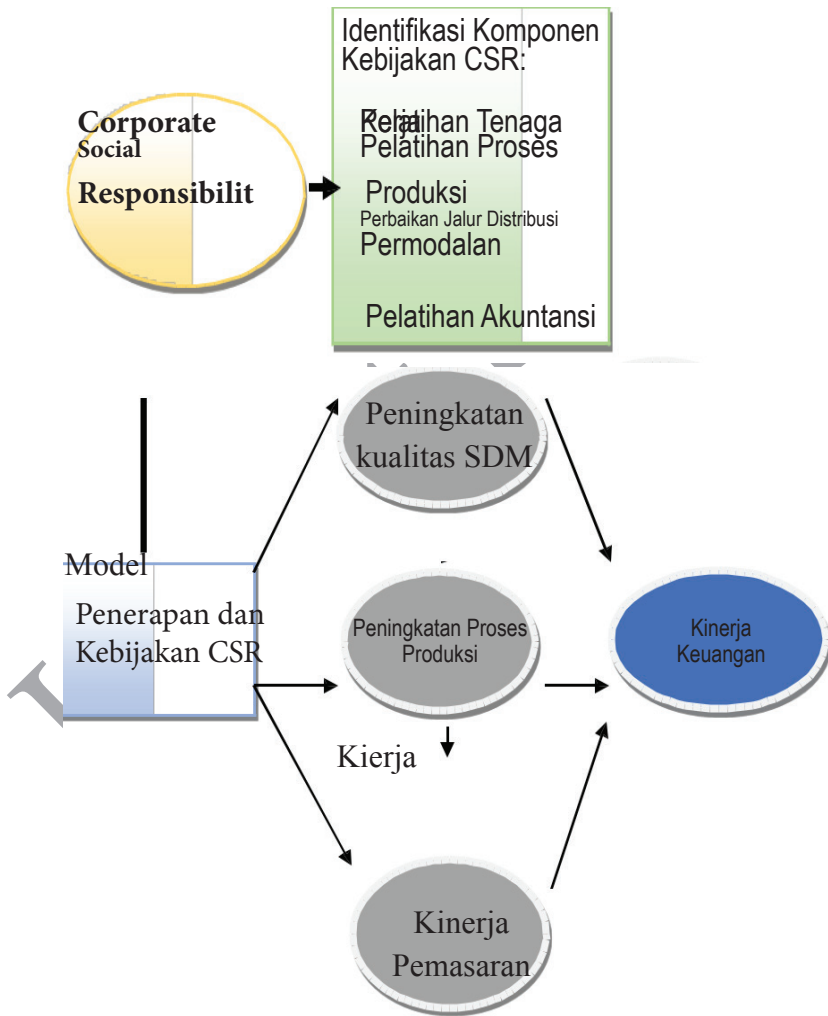 Corporate
Social
Responsibilit
Identifikasi Komponen
Kebijakan CSR:
Pelatihan Tenaga
Kerja
Pelatihan Proses
Produksi
Perbaikan Jalur Distribusi
Permodalan
Pelatihan Akuntansi
Peningkatan
kualitas SDM
Model
Penerapan dan
Kebijakan CSR
Peningkatan Proses
Produksi
Kinerja
Keuangan
Kierja
Kinerja
Pemasaran